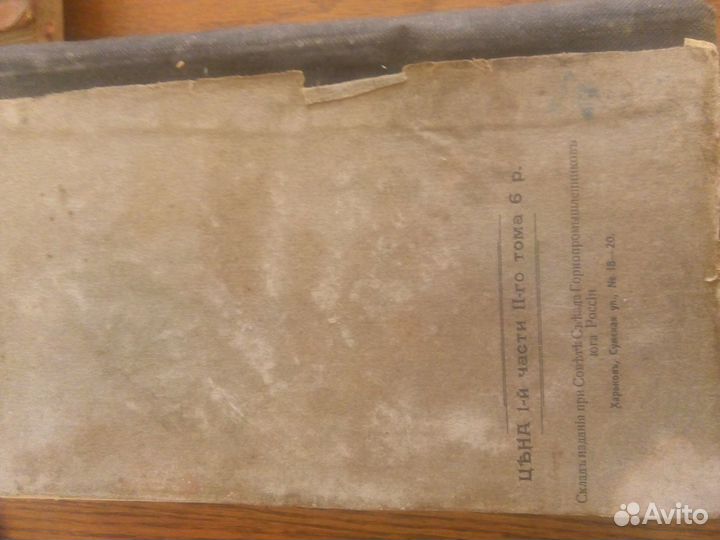 ЦѢНА 1-й части II-го тома 6 р.
Складъ изданія при Совѣтѣ Съѣзда Горнопромышленниковъ
юга Россіи
Харьковъ, Сумская ул., № 18—20.
Avito